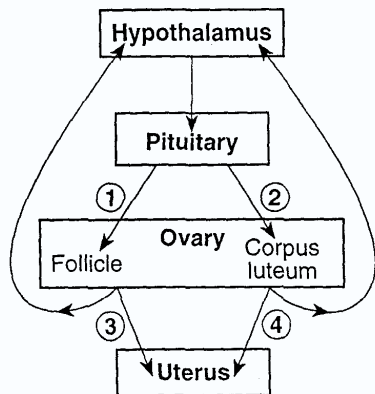 Hypothalamus
Pituitary
1 2
Ovary
Follicle
Corpus
luteum
3 4
Uterus